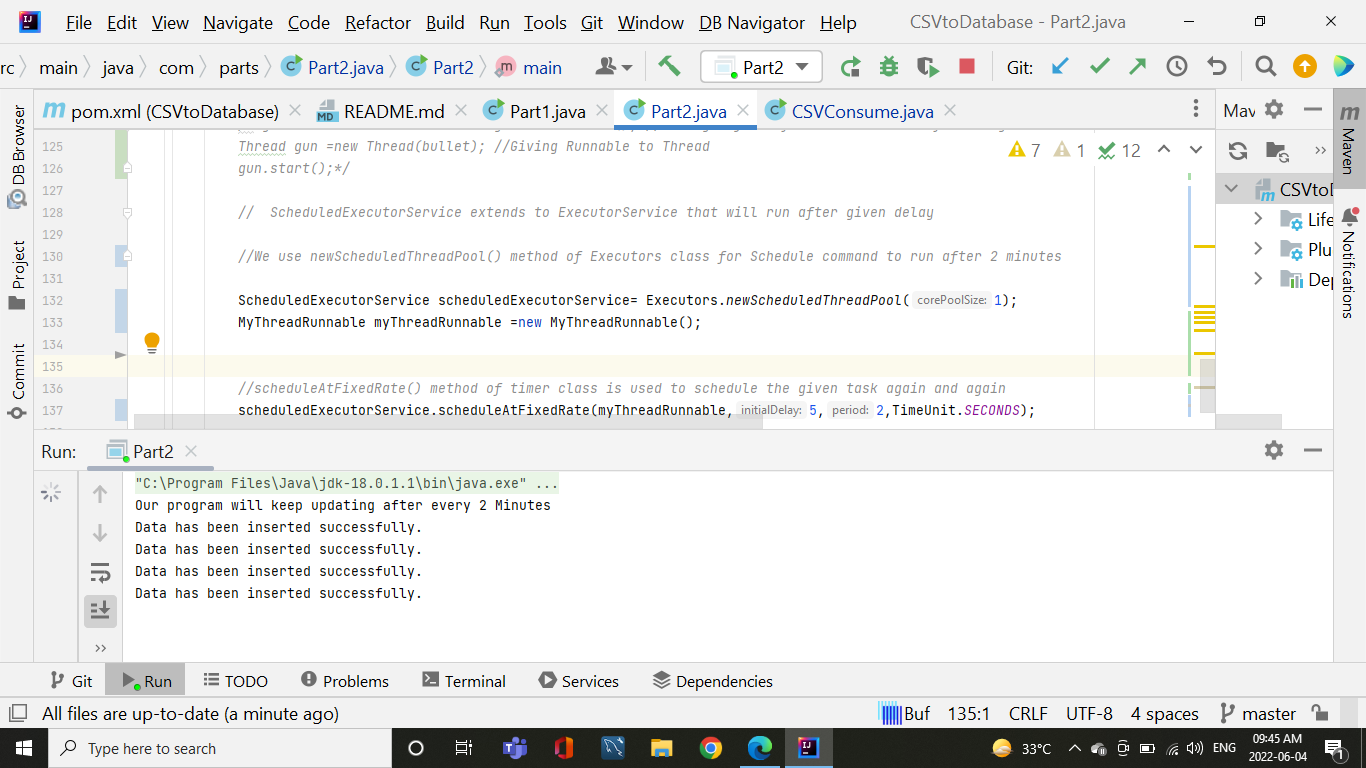 File Edit View Navigate Code Refactor Build Run Tools Git Window DB Navigator Help CSVtoDatabase - Part2.java
rc main java com parts Part2.java Part2 main Part2 Git:
pom.xml (CSVtoDatabase) README.md Part1.java Part2.java CSVConsume.java Mav
125 Thread gun =new Thread(bullet); //Giving Runnable to Thread
7 1 12
126 gun.start();*/
127
128 // ScheduledExecutorService extends to ExecutorService that will run after given delay
129
130 //We use newScheduledThreadPool() method of Executors class for Schedule command to run after 2 minutes
131
132 ScheduledExecutorService scheduledExecutorService= Executors.newScheduledThreadPool( corePoolSize: 1);
133 MyThreadRunnable myThreadRunnable =new MyThreadRunnable();
134
135
136 //scheduleAtFixedRate() method of timer class is used to schedule the given task again and again
137 scheduledExecutorService.scheduleAtFixedRate(myThreadRunnable, initialDelay: 5, period: 2,TimeUnit.SECONDS);
CSVtoD
Life
Plu
Dep
DB Browser
Project
Commit
m
Maven
Notifications
Run: Part2
"C:\Program Files\Java\jdk-18.0.1.1\bin\java.exe" ...
Our program will keep updating after every 2 Minutes
Data has been inserted successfully.
Data has been inserted successfully.
Data has been inserted successfully.
Data has been inserted successfully.
Git Run TODO Problems Terminal Services Dependencies
All files are up-to-date (a minute ago) Buf 135:1 CRLF UTF-8 4 spaces master
Type here to search 33°C ENG 09:45 AM
2022-06-04
1